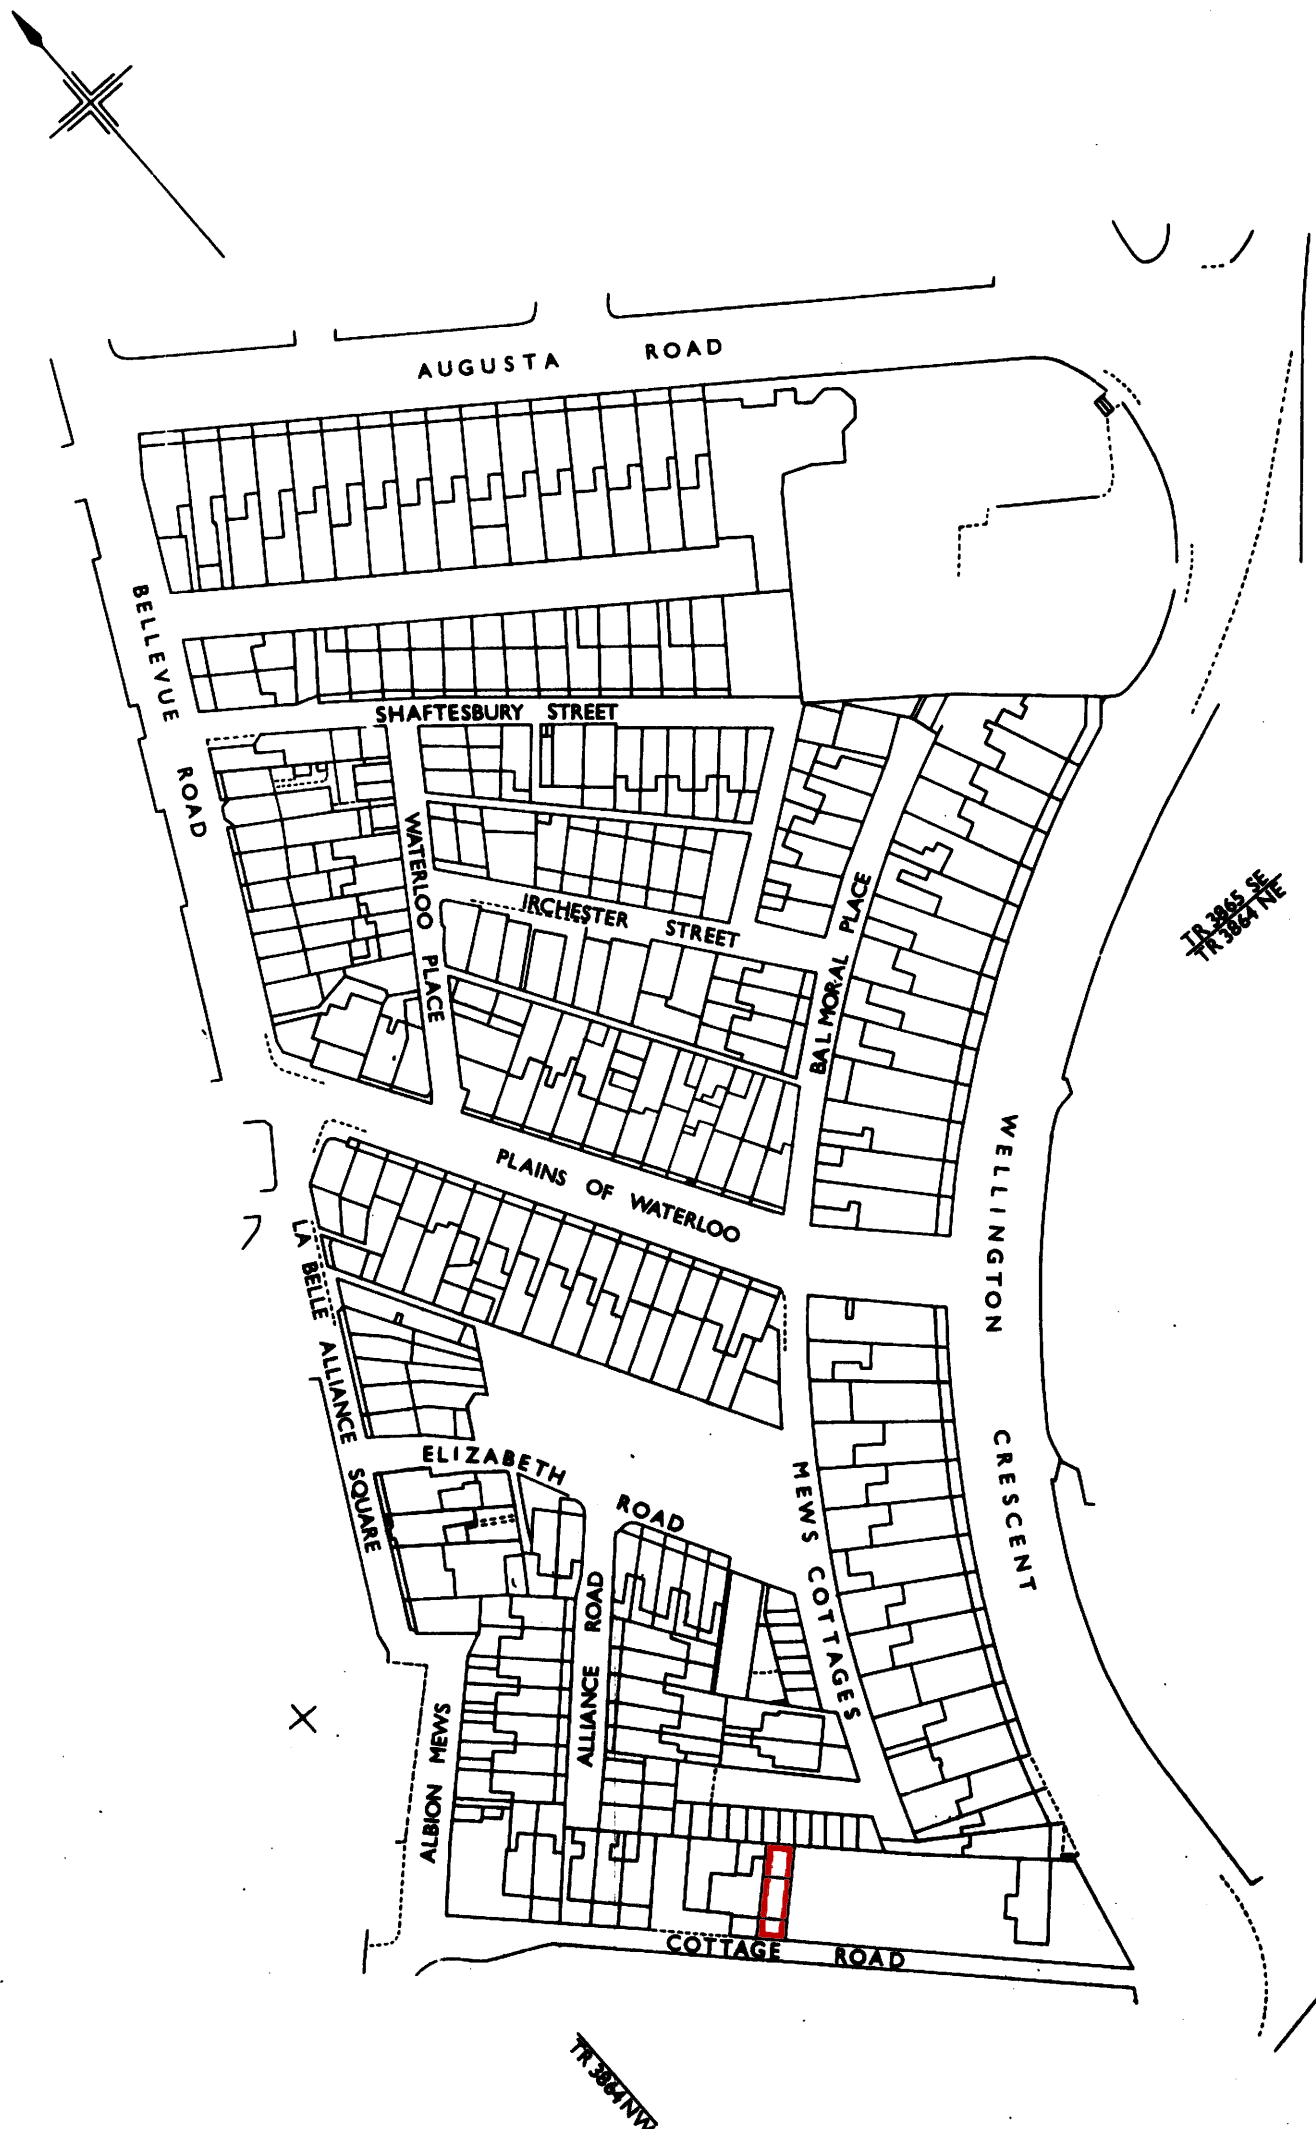 AUGUSTA ROAD
BELLEVUE ROAD
SHAFTESBURY STREET
WATERLOO PLACE
IRCHESTER STREET
BALMORAL PLACE
TR 3865 SE
TR 3864 NE
PLAINS OF WATERLOO
WELLINGTON CRESCENT
LA BELLE ALLIANCE SQUARE
ELIZABETH ROAD
MEWS COTTAGES
ALLIANCE ROAD
ALBION MEWS
COTTAGE ROAD
TR 3864 NW